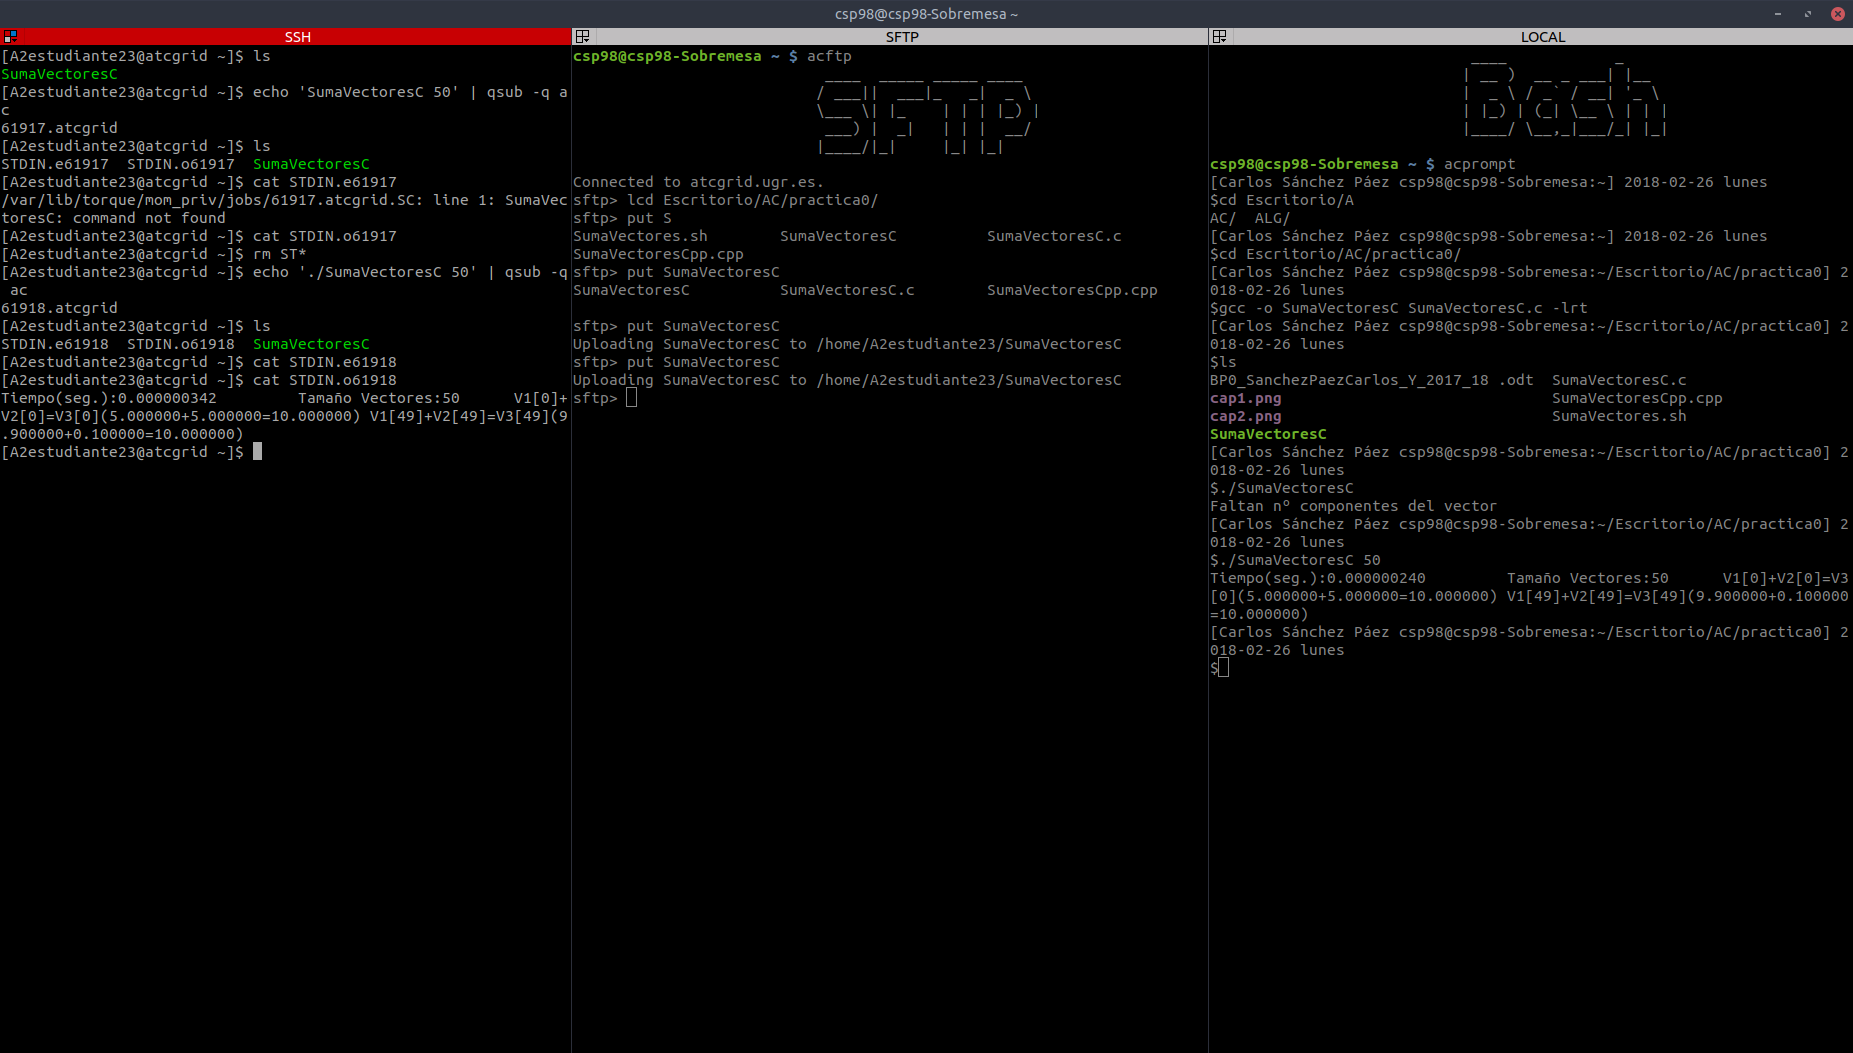 csp98@csp98-Sobremesa ~
SSH
[A2estudiante23@atcgrid ~]$ ls
SumaVectoresC
[A2estudiante23@atcgrid ~]$ echo 'SumaVectoresC 50' | qsub -q a
c
61917.atcgrid
[A2estudiante23@atcgrid ~]$ ls
STDIN.e61917  STDIN.o61917  SumaVectoresC
[A2estudiante23@atcgrid ~]$ cat STDIN.e61917
/var/lib/torque/mom_priv/jobs/61917.atcgrid.SC: line 1: SumaVec
toresC: command not found
[A2estudiante23@atcgrid ~]$ cat STDIN.o61917
[A2estudiante23@atcgrid ~]$ rm ST*
[A2estudiante23@atcgrid ~]$ echo './SumaVectoresC 50' | qsub -q
 ac
61918.atcgrid
[A2estudiante23@atcgrid ~]$ ls
STDIN.e61918  STDIN.o61918  SumaVectoresC
[A2estudiante23@atcgrid ~]$ cat STDIN.e61918
[A2estudiante23@atcgrid ~]$ cat STDIN.o61918
Tiempo(seg.):0.000000342         Tamaño Vectores:50      V1[0]+
V2[0]=V3[0](5.000000+5.000000=10.000000) V1[49]+V2[49]=V3[49](9
.900000+0.100000=10.000000)
[A2estudiante23@atcgrid ~]$
SFTP
csp98@csp98-Sobremesa ~ $ acftp
SFTP
Connected to atcgrid.ugr.es.
sftp> lcd Escritorio/AC/practica0/
sftp> put S
SumaVectores.sh        SumaVectoresC          SumaVectoresC.c
SumaVectoresCpp.cpp
sftp> put SumaVectoresC
SumaVectoresC          SumaVectoresC.c        SumaVectoresCpp.cpp
sftp> put SumaVectoresC
Uploading SumaVectoresC to /home/A2estudiante23/SumaVectoresC
sftp> put SumaVectoresC
Uploading SumaVectoresC to /home/A2estudiante23/SumaVectoresC
sftp>
LOCAL
Bash
csp98@csp98-Sobremesa ~ $ acprompt
[Carlos Sánchez Páez csp98@csp98-Sobremesa:~] 2018-02-26 lunes
$cd Escritorio/A
AC/  ALG/
[Carlos Sánchez Páez csp98@csp98-Sobremesa:~] 2018-02-26 lunes
$cd Escritorio/AC/practica0/
[Carlos Sánchez Páez csp98@csp98-Sobremesa:~/Escritorio/AC/practica0] 2
018-02-26 lunes
$gcc -o SumaVectoresC SumaVectoresC.c -lrt
[Carlos Sánchez Páez csp98@csp98-Sobremesa:~/Escritorio/AC/practica0] 2
018-02-26 lunes
$ls
BP0_SanchezPaezCarlos_Y_2017_18 .odt  SumaVectoresC.c
cap1.png                              SumaVectoresCpp.cpp
cap2.png                              SumaVectores.sh
SumaVectoresC
[Carlos Sánchez Páez csp98@csp98-Sobremesa:~/Escritorio/AC/practica0] 2
018-02-26 lunes
$./SumaVectoresC
Faltan nº componentes del vector
[Carlos Sánchez Páez csp98@csp98-Sobremesa:~/Escritorio/AC/practica0] 2
018-02-26 lunes
$./SumaVectoresC 50
Tiempo(seg.):0.000000240         Tamaño Vectores:50      V1[0]+V2[0]=V3
[0](5.000000+5.000000=10.000000) V1[49]+V2[49]=V3[49](9.900000+0.100000
=10.000000)
[Carlos Sánchez Páez csp98@csp98-Sobremesa:~/Escritorio/AC/practica0] 2
018-02-26 lunes
$